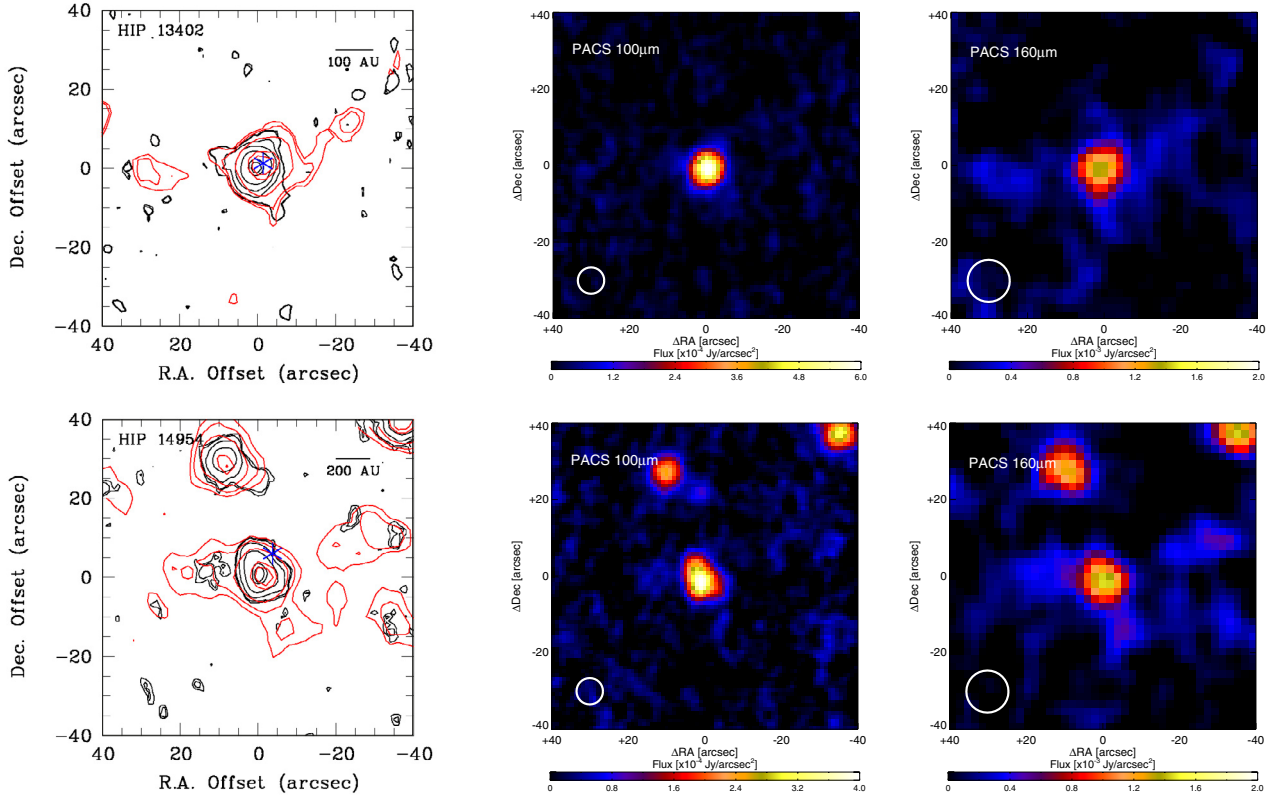 HIP 13402
100 AU
Dec. Offset (arcsec)
40
20
0
−20
−40
40 20 0 −20 −40
R.A. Offset (arcsec)
PACS 100μm
ΔDec [arcsec]
+40
+20
0
-20
-40
+40 +20 0 -20 -40
ΔRA [arcsec]
Flux [x10-4 Jy/arcsec2]
0 1.2 2.4 3.6 4.8 6.0
PACS 160μm
ΔDec [arcsec]
+40
+20
0
-20
-40
+40 +20 0 -20 -40
ΔRA [arcsec]
Flux [x10-3 Jy/arcsec2]
0 0.4 0.8 1.2 1.6 2.0
HIP 14954
200 AU
Dec. Offset (arcsec)
40
20
0
−20
−40
40 20 0 −20 −40
R.A. Offset (arcsec)
PACS 100μm
ΔDec [arcsec]
+40
+20
0
-20
-40
+40 +20 0 -20 -40
ΔRA [arcsec]
Flux [x10-4 Jy/arcsec2]
0 0.8 1.6 2.4 3.2 4.0
PACS 160μm
ΔDec [arcsec]
+40
+20
0
-20
-40
+40 +20 0 -20 -40
ΔRA [arcsec]
Flux [x10-3 Jy/arcsec2]
0 0.4 0.8 1.2 1.6 2.0